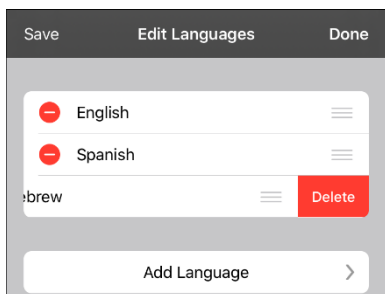 Save Edit Languages Done
English
Spanish
ebrew Delete
Add Language